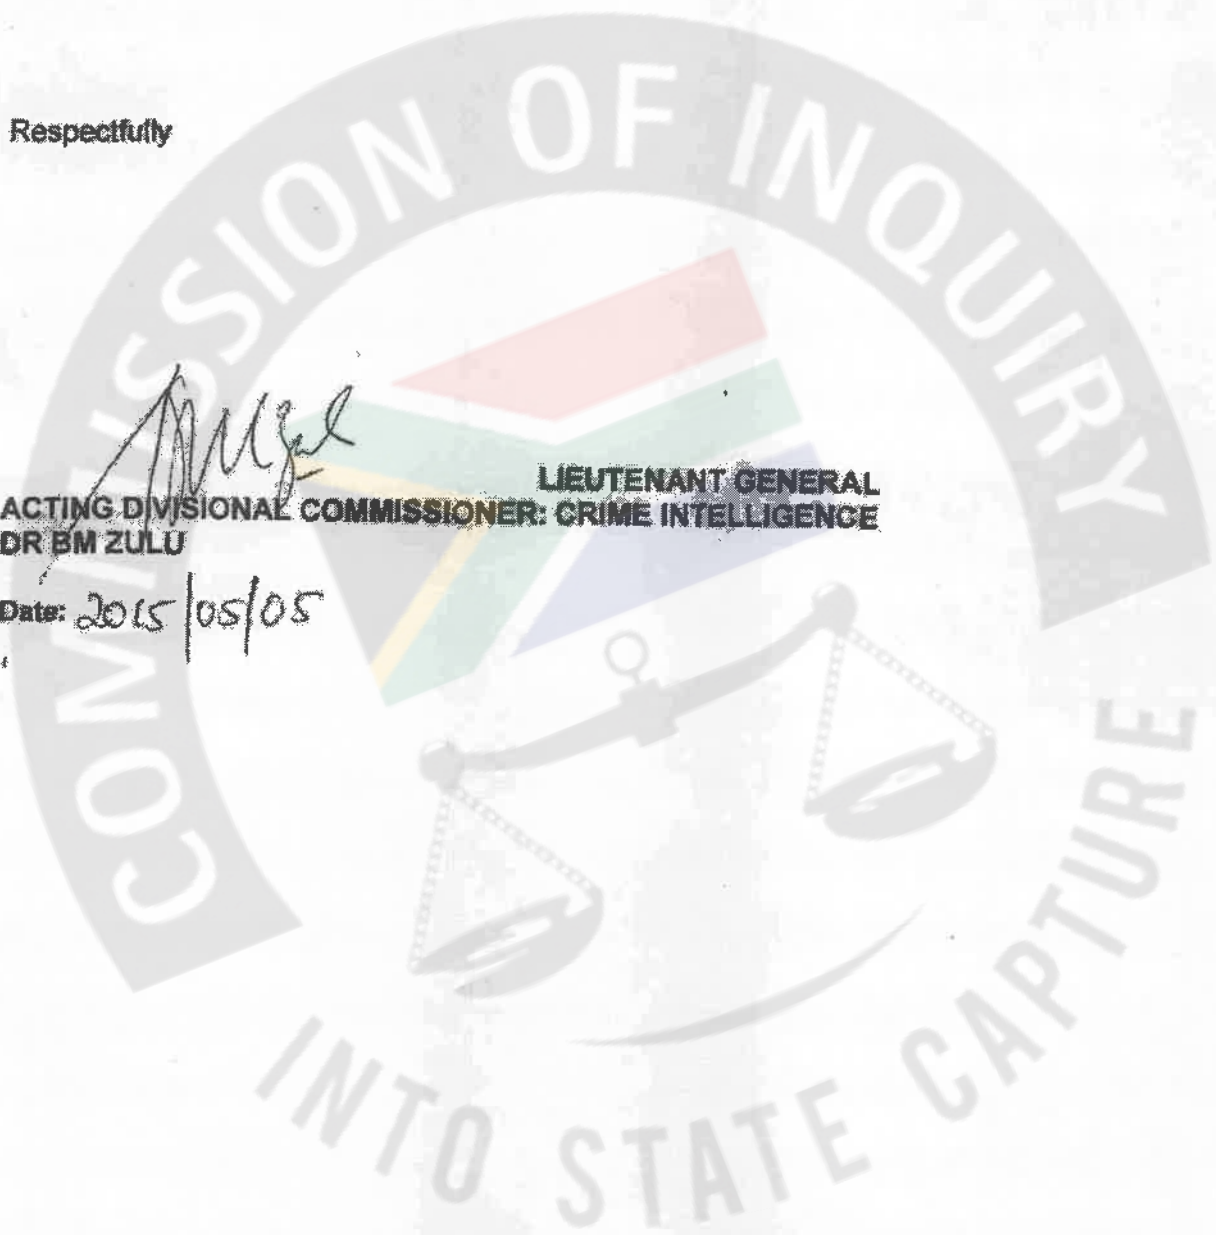 COMMISSION OF INQUIRY
INTO STATE CAPTURE
Respectfully
LIEUTENANT GENERAL
ACTING DIVISIONAL COMMISSIONER: CRIME INTELLIGENCE
DR BM ZULU
Date: 2015/05/05